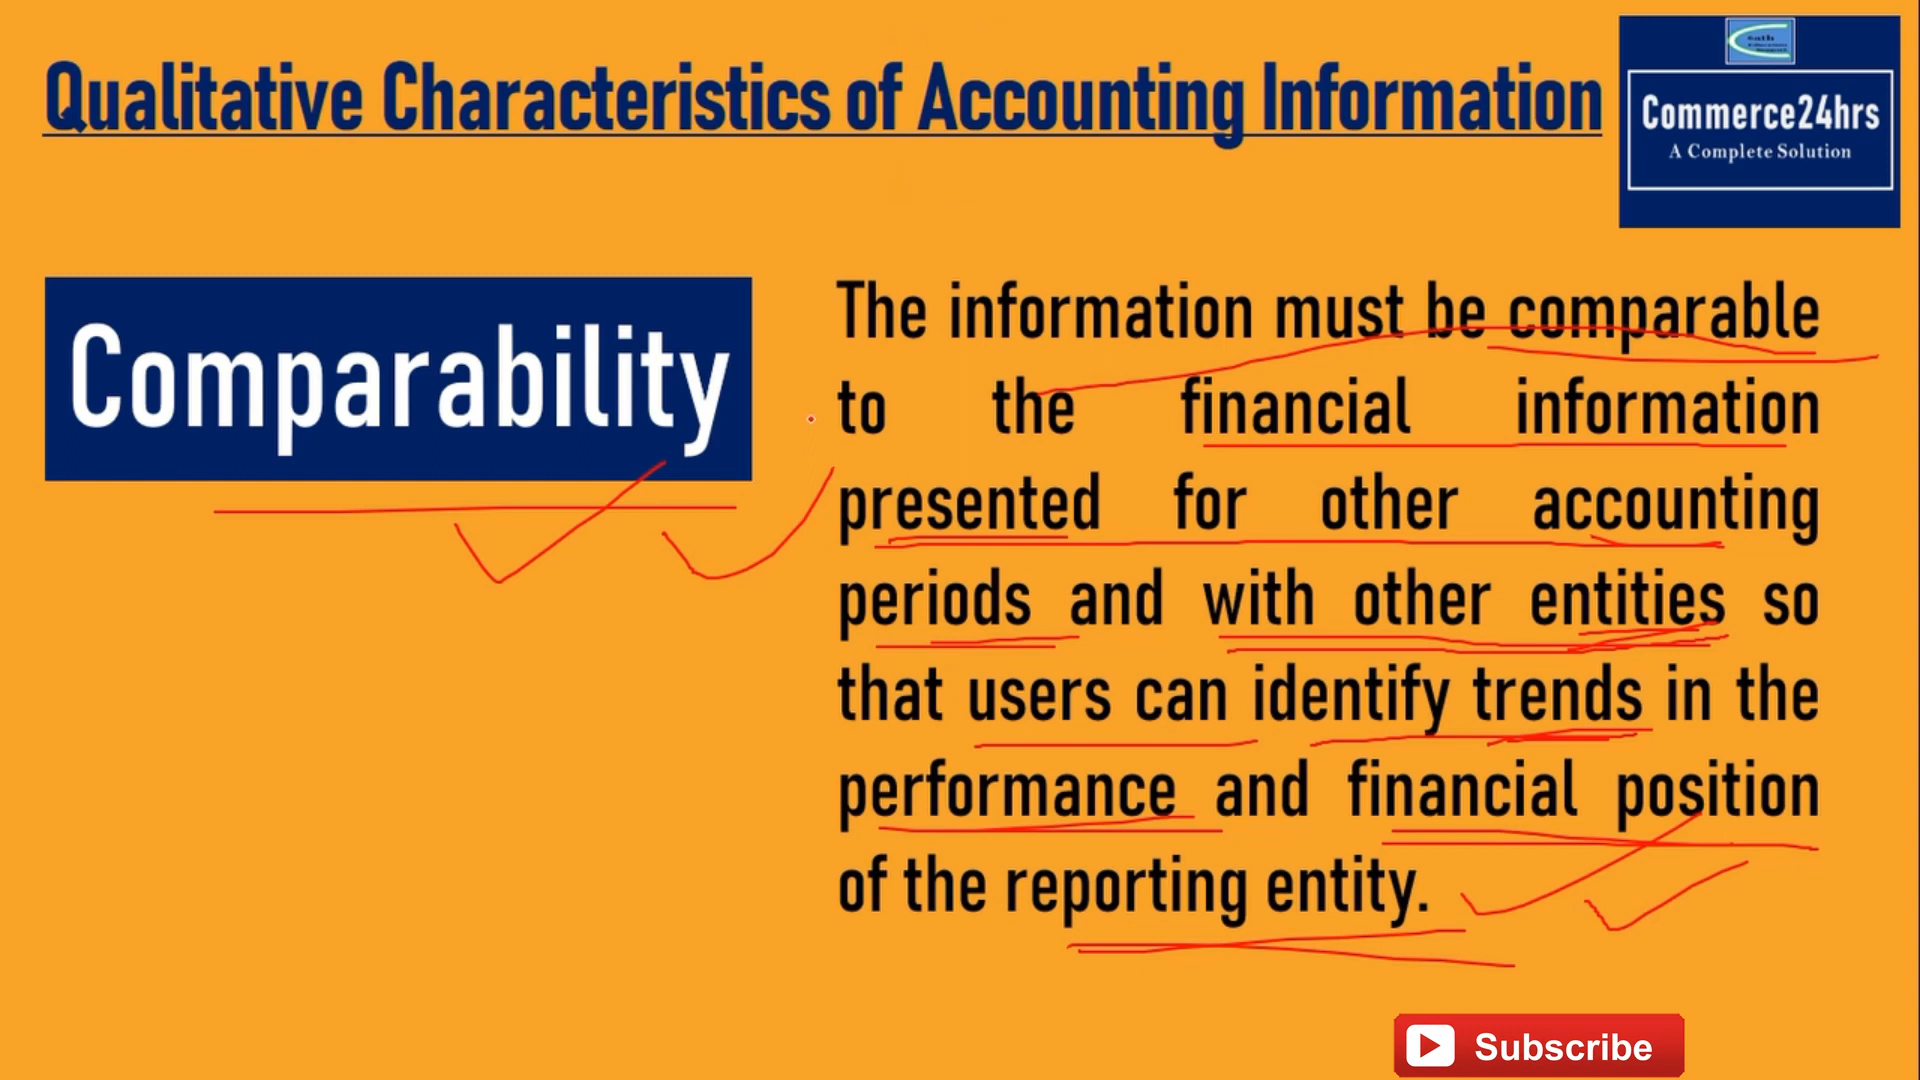 Qualitative Characteristics of Accounting Information
Commerce24hrs
A Complete Solution
Comparability
The information must be comparable
to the financial information
presented for other accounting
periods and with other entities so
that users can identify trends in the
performance and financial position
of the reporting entity.
Subscribe